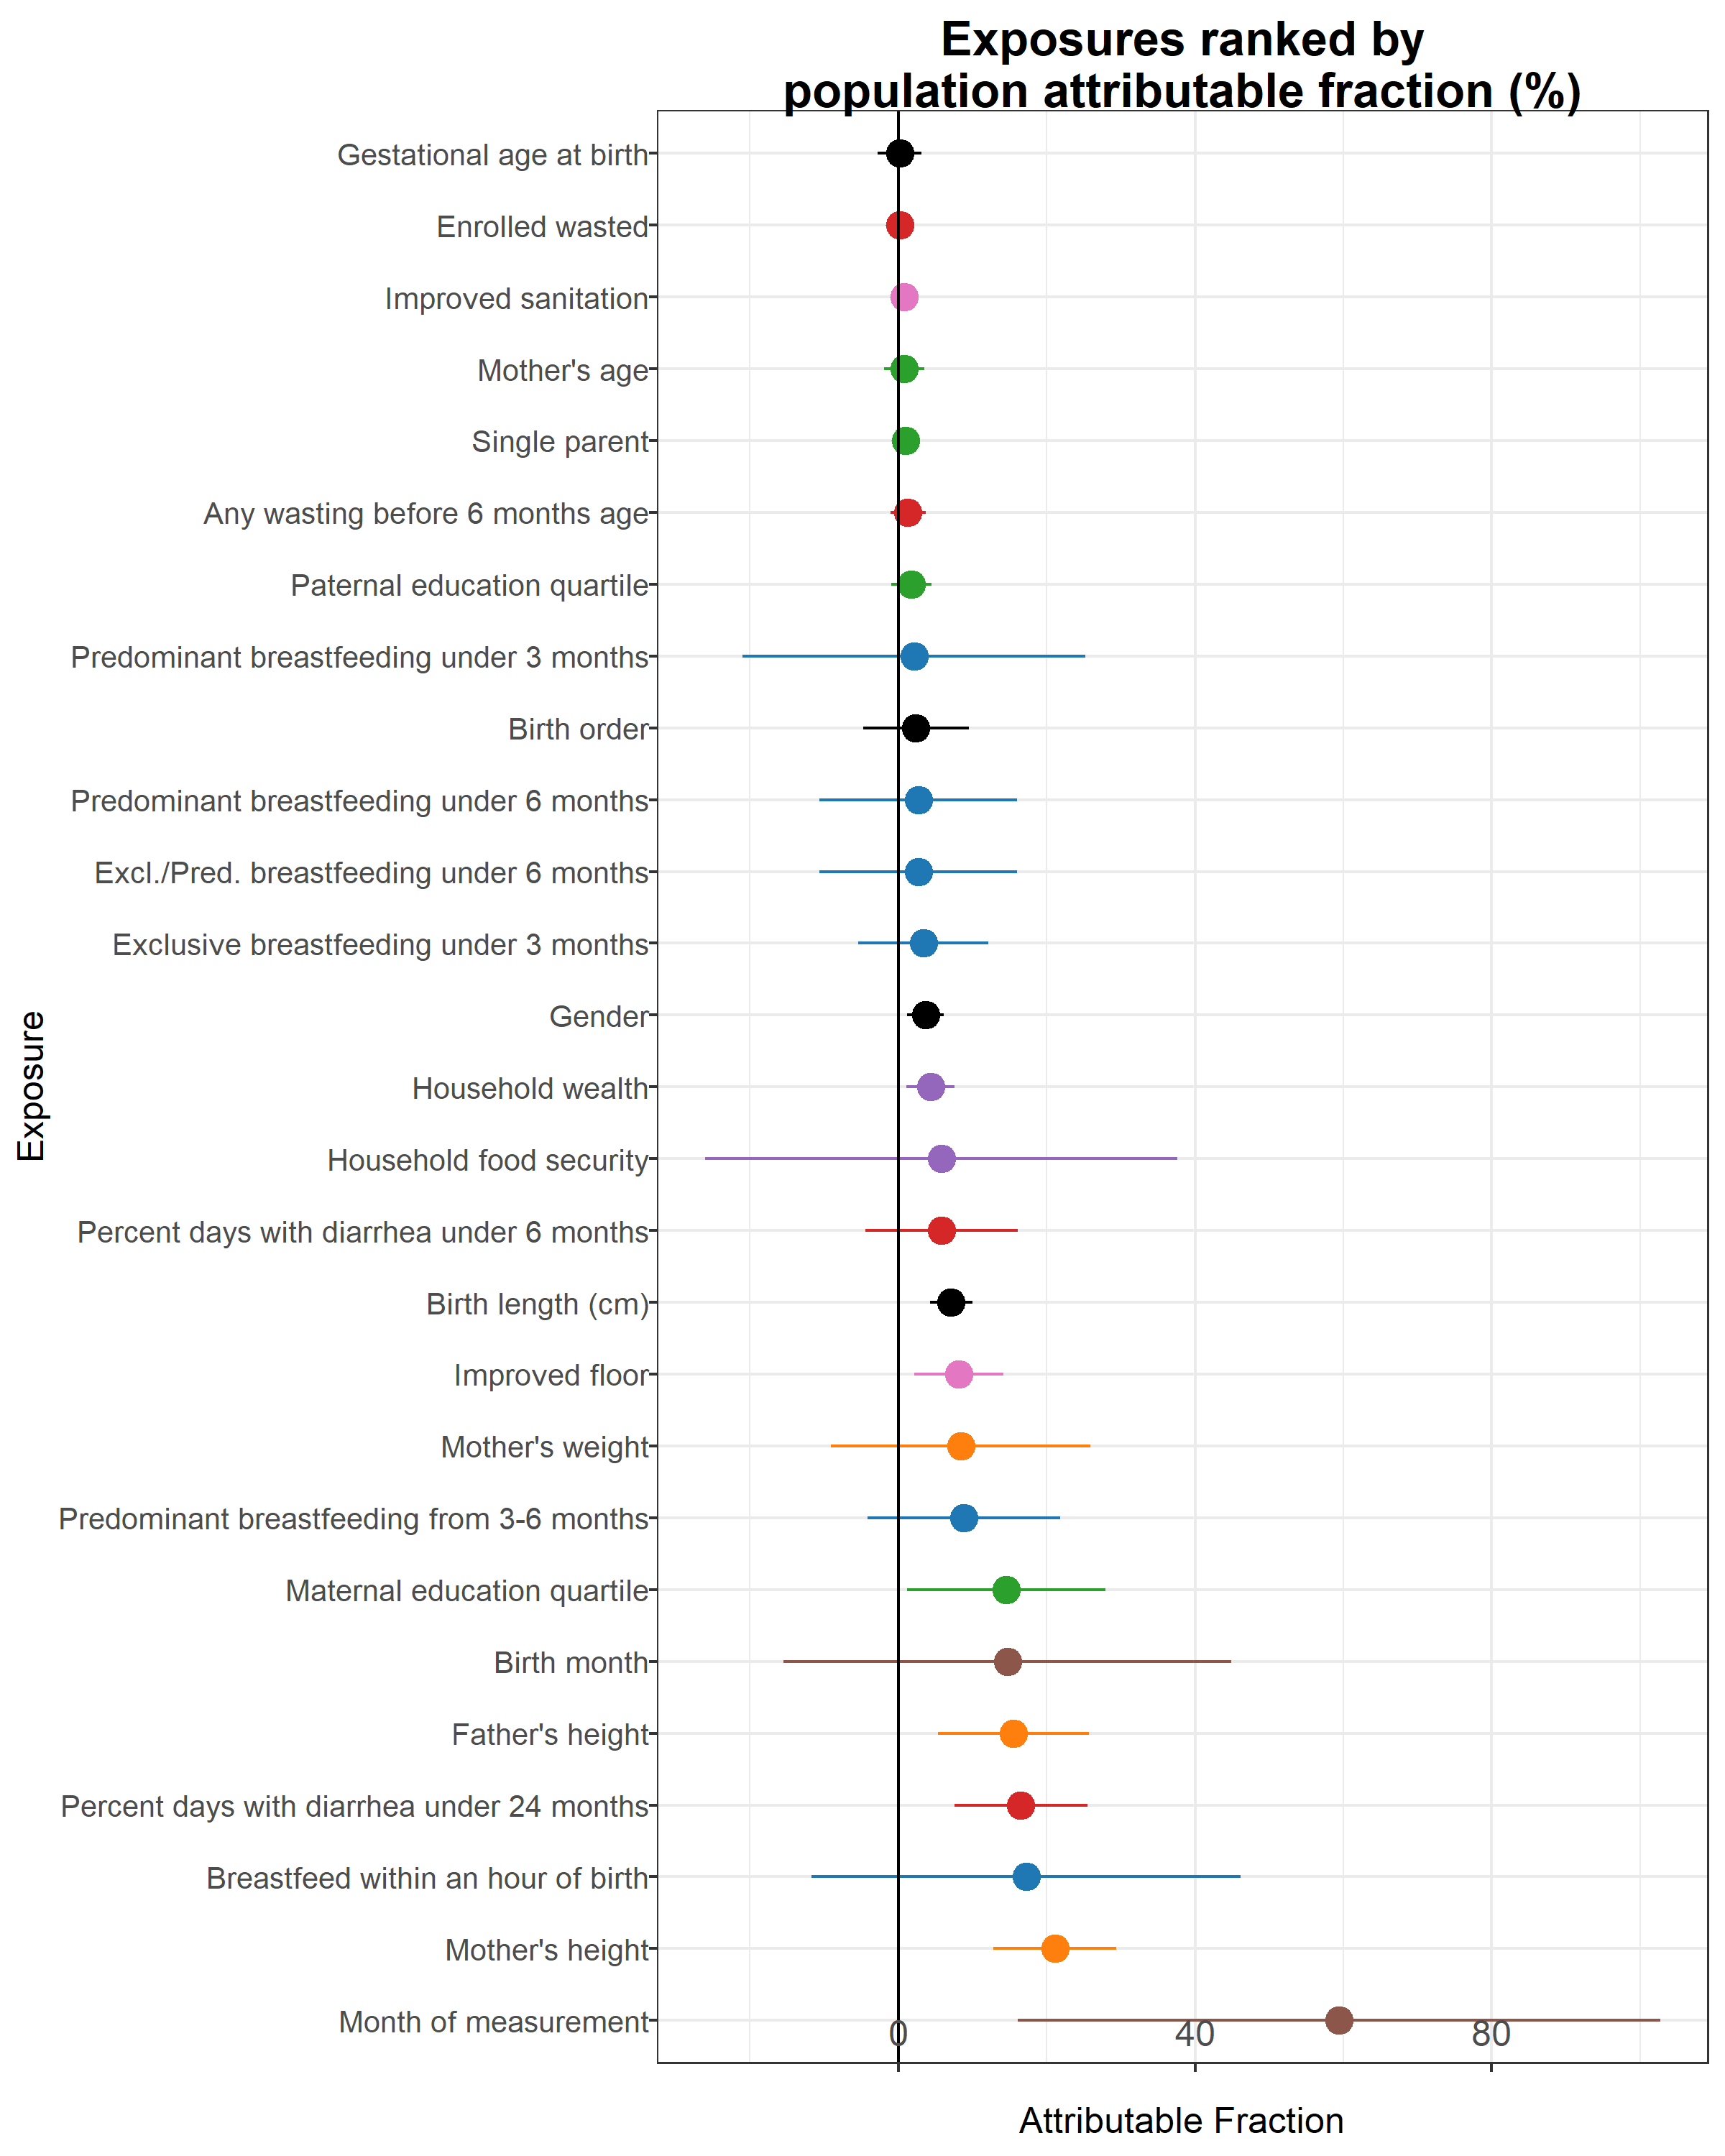 Exposures ranked by
population attributable fraction (%)
Gestational age at birth
Enrolled wasted
Improved sanitation
Mother's age
Single parent
Any wasting before 6 months age
Paternal education quartile
Predominant breastfeeding under 3 months
Birth order
Predominant breastfeeding under 6 months
Excl./Pred. breastfeeding under 6 months
Exclusive breastfeeding under 3 months
Gender
Household wealth
Household food security
Percent days with diarrhea under 6 months
Birth length (cm)
Improved floor
Mother's weight
Predominant breastfeeding from 3-6 months
Maternal education quartile
Birth month
Father's height
Percent days with diarrhea under 24 months
Breastfeed within an hour of birth
Mother's height
Month of measurement
Exposure
0 40 80
Attributable Fraction